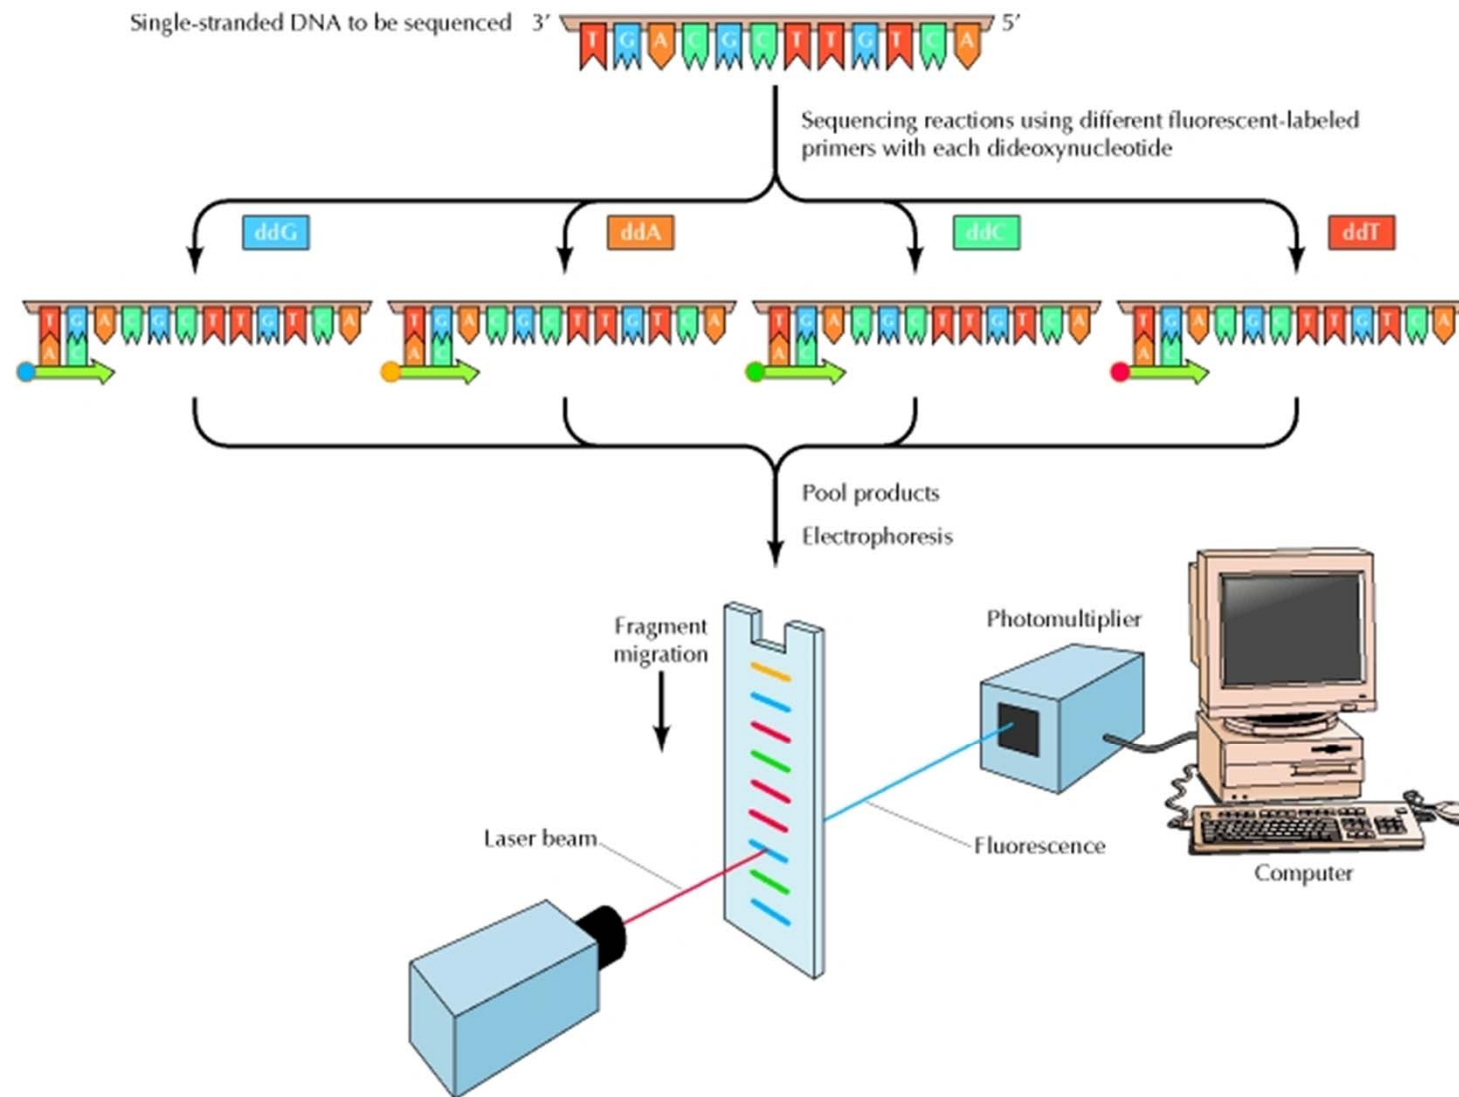 Single-stranded DNA to be sequenced 3′ 5′
T G A C G C T T G T C A
Sequencing reactions using different fluorescent-labeled
primers with each dideoxynucleotide
ddG ddA ddC ddT
T G A C G C T T G T C A T G A C G C T T G T C A T G A C G C T T G T C A T G A C G C T T G T C A
A C A C A C A C
Pool products
Electrophoresis
Fragment
migration
Photomultiplier
Laser beam
Fluorescence
Computer